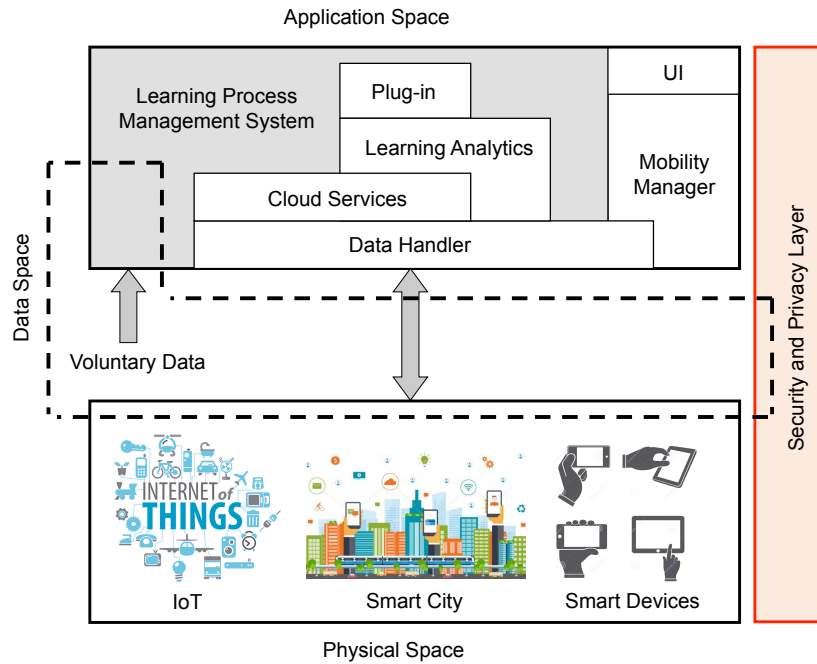 Application Space
Learning Process
Management System
Plug-in
UI
Learning Analytics
Mobility
Manager
Cloud Services
Data Handler
Data Space
Voluntary Data
Security and Privacy Layer
INTERNET of
THINGS
IoT
Smart City
Smart Devices
Physical Space